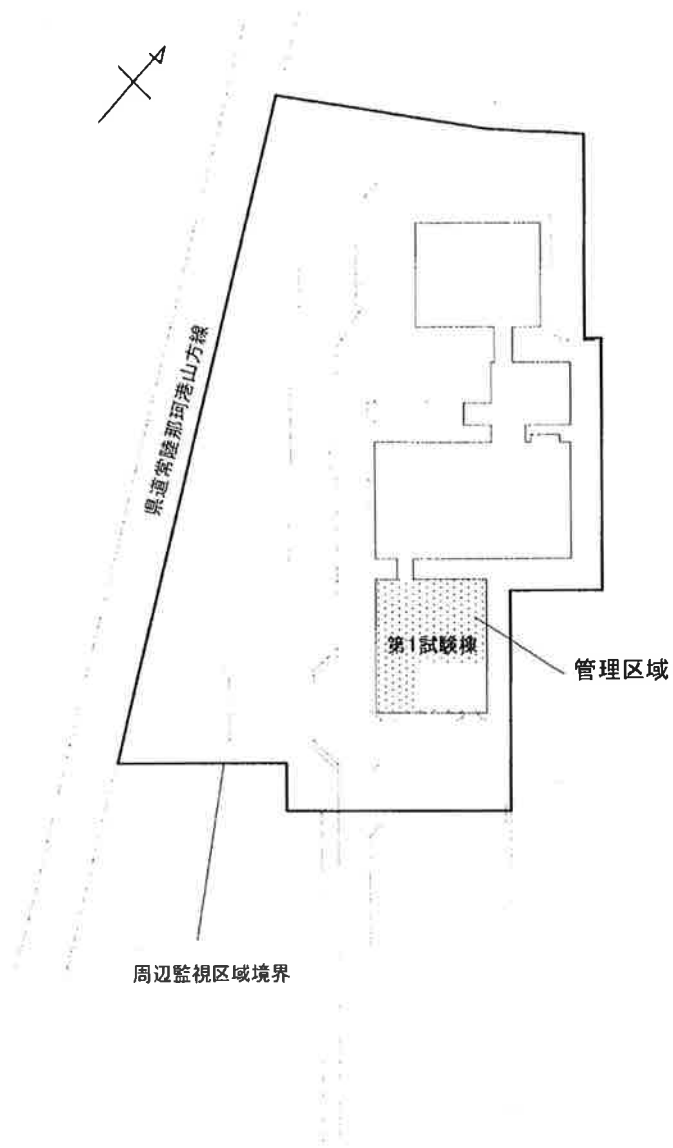 県道常陸那珂港山方線
第1試験棟
管理区域
周辺監視区域境界